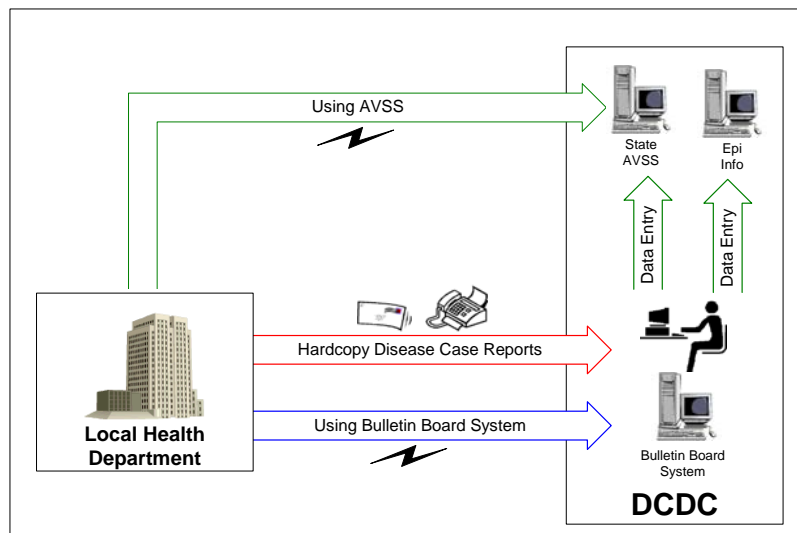 Using AVSS
State
AVSS
Epi
Info
Data Entry
Data Entry
Hardcopy Disease Case Reports
Local Health
Department
Using Bulletin Board System
Bulletin Board
System
DCDC